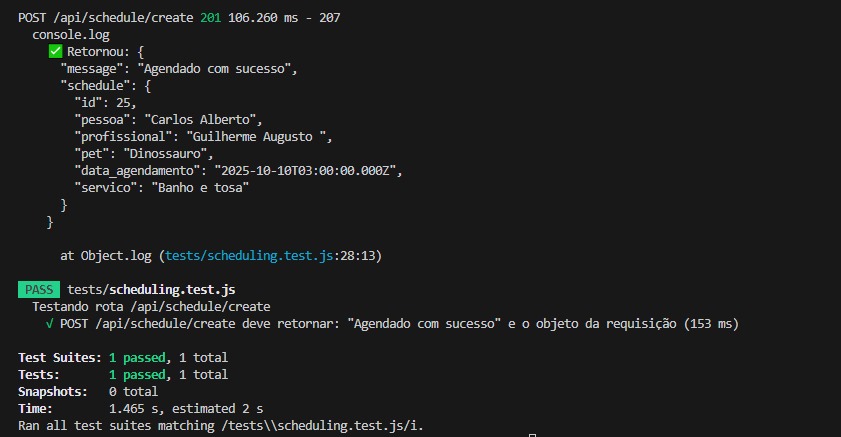 POST /api/schedule/create 201 106.260 ms - 207
console.log
✅ Retornou: {
"message": "Agendado com sucesso",
"schedule": {
"id": 25,
"pessoa": "Carlos Alberto",
"profissional": "Guilherme Augusto ",
"pet": "Dinossauro",
"data_agendamento": "2025-10-10T03:00:00.000Z",
"servico": "Banho e tosa"
}
}
at Object.log (tests/scheduling.test.js:28:13)
PASS tests/scheduling.test.js
Testando rota /api/schedule/create
√ POST /api/schedule/create deve retornar: "Agendado com sucesso" e o objeto da requisição (153 ms)
Test Suites: 1 passed, 1 total
Tests: 1 passed, 1 total
Snapshots: 0 total
Time: 1.465 s, estimated 2 s
Ran all test suites matching /tests\\scheduling.test.js/i.